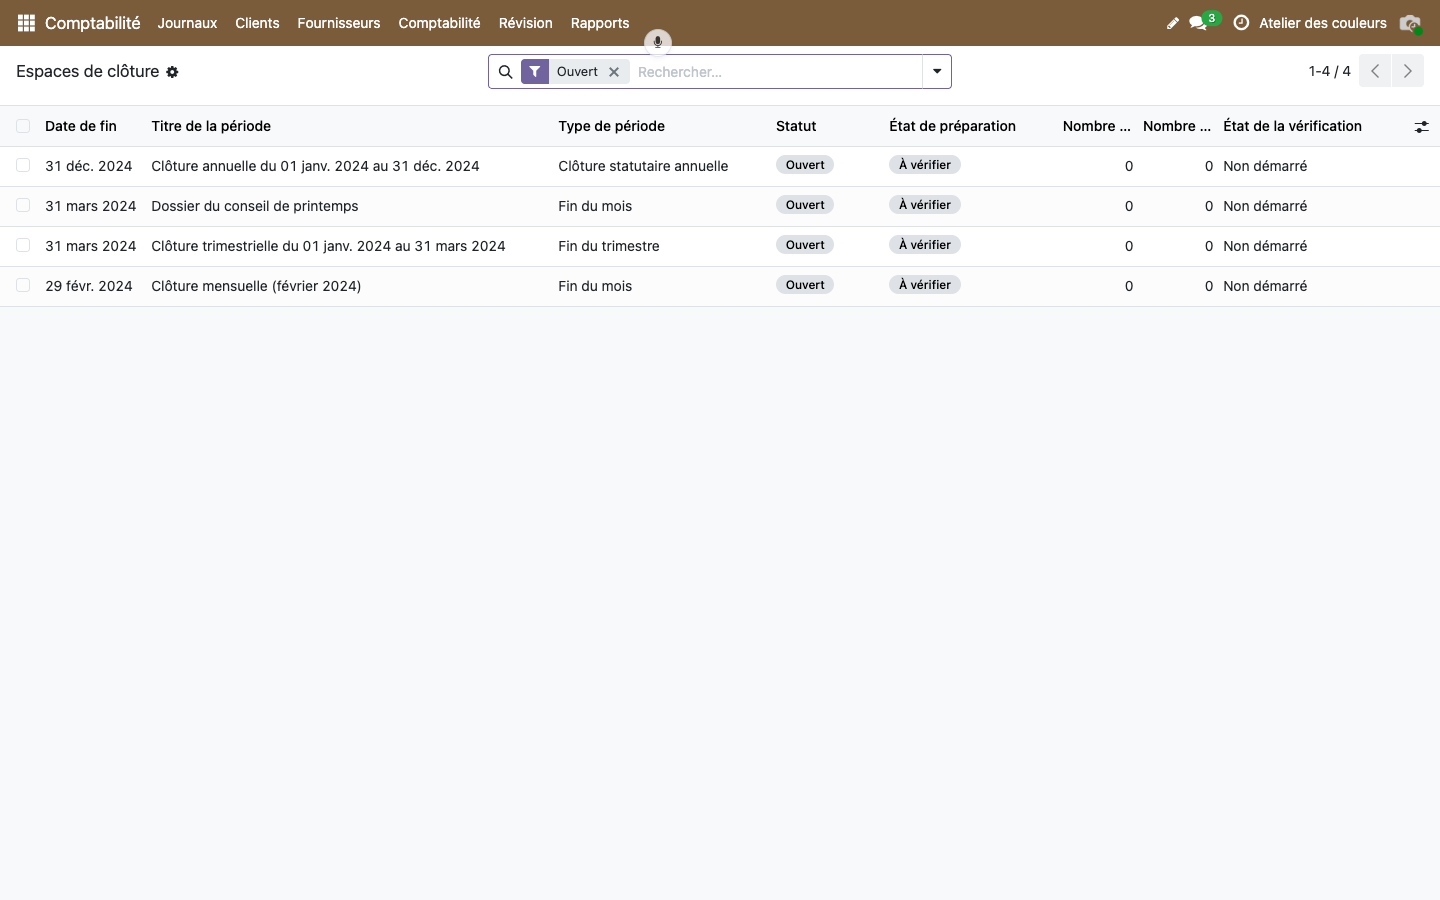 Comptabilité Journaux Clients Fournisseurs Comptabilité Révision Rapports 3 Atelier des couleurs
Espaces de clôture Ouvert Rechercher... 1-4 / 4
Date de fin Titre de la période Type de période Statut État de préparation Nombre ... Nombre ... État de la vérification
31 déc. 2024 Clôture annuelle du 01 janv. 2024 au 31 déc. 2024 Clôture statutaire annuelle Ouvert À vérifier 0 0 Non démarré
31 mars 2024 Dossier du conseil de printemps Fin du mois Ouvert À vérifier 0 0 Non démarré
31 mars 2024 Clôture trimestrielle du 01 janv. 2024 au 31 mars 2024 Fin du trimestre Ouvert À vérifier 0 0 Non démarré
29 févr. 2024 Clôture mensuelle (février 2024) Fin du mois Ouvert À vérifier 0 0 Non démarré